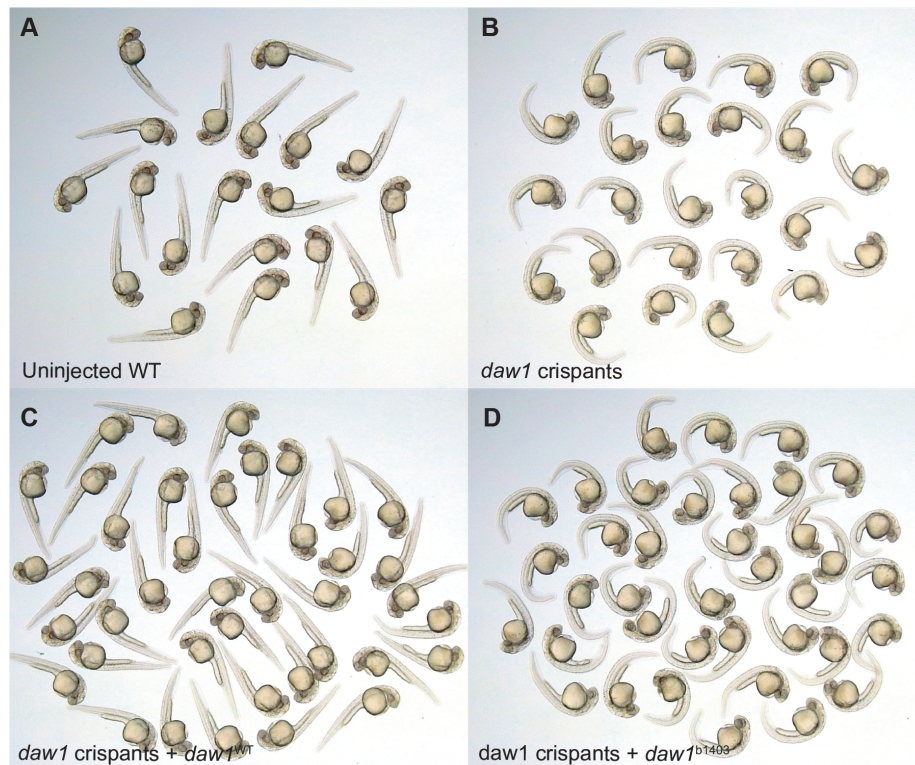 A
B
Uninjected WT
daw1 crispants
C
D
daw1 crispants + daw1WT
daw1 crispants + daw1b1403